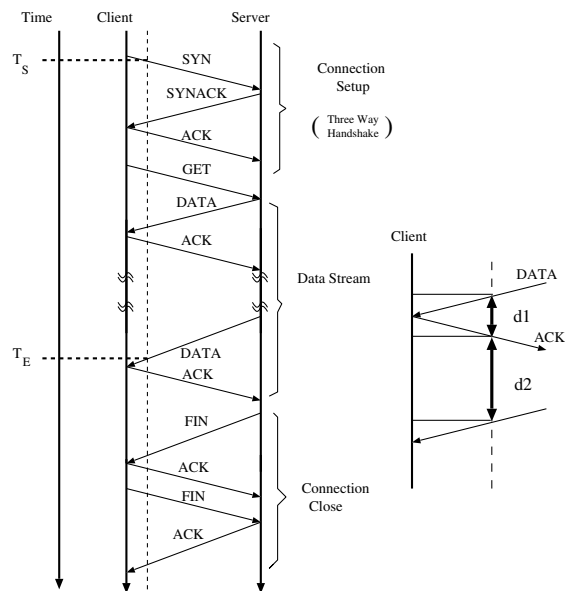 Time Client Server
T S
SYN
SYNACK
ACK
GET
Connection
Setup
( Three Way
Handshake )
DATA
ACK
Data Stream
T E
DATA
ACK
FIN
ACK
FIN
ACK
Connection
Close
Client
DATA
d1
ACK
d2